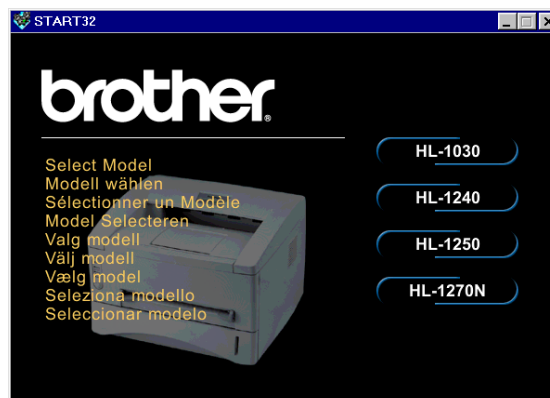 START32
brother®
Select Model
Modell wählen
Sélectionner un Modèle
Model Selecteren
Valg modell
Välj modell
Vælg model
Seleziona modello
Seleccionar modelo
HL-1030
HL-1240
HL-1250
HL-1270N